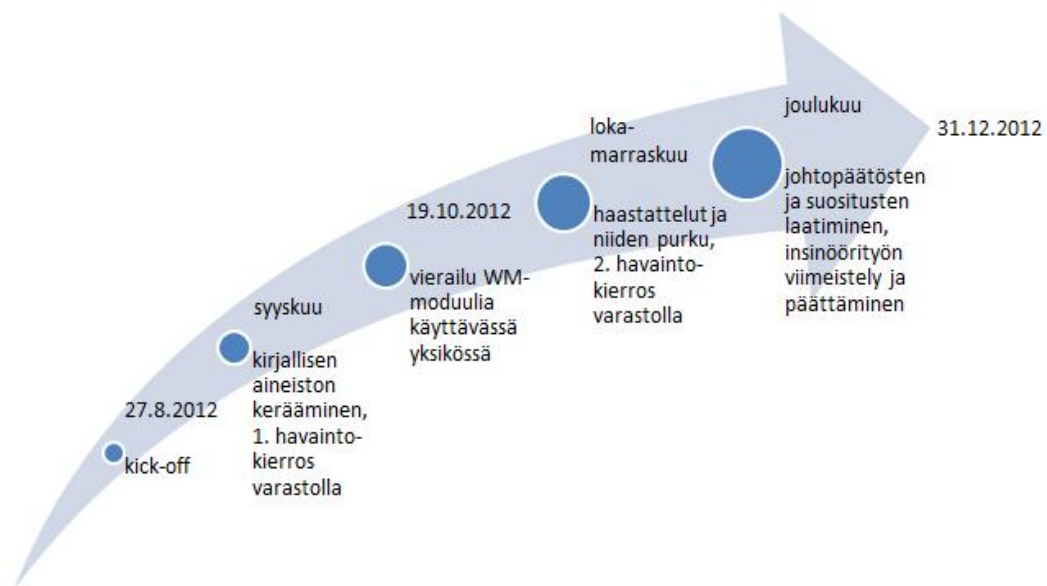 27.8.2012
kick-off
syyskuu
kirjallisen
aineiston
kerääminen,
1. havainto-
kierros
varastolla
19.10.2012
vierailu WM-
moduulia
käyttävässä
yksikössä
loka-
marraskuu
haastattelut ja
niiden purku,
2. havainto-
kierros
varastolla
joulukuu
johtopäätösten
ja suositusten
laatiminen,
insinöörityön
viimeistely ja
päättäminen
31.12.2012